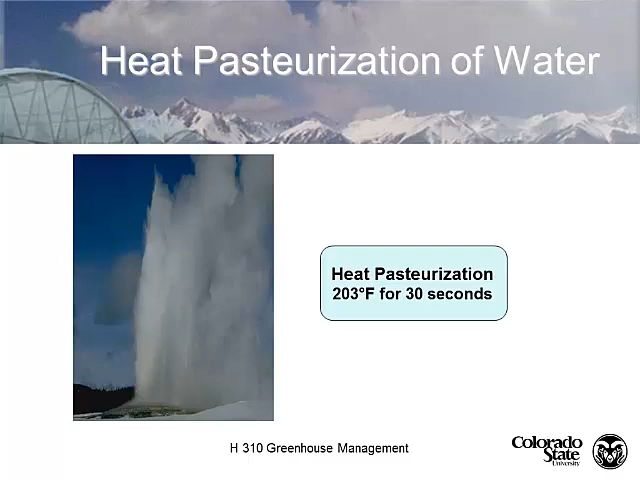 Heat Pasteurization of Water
Heat Pasteurization
203°F for 30 seconds
H 310 Greenhouse Management
Colorado
State
University